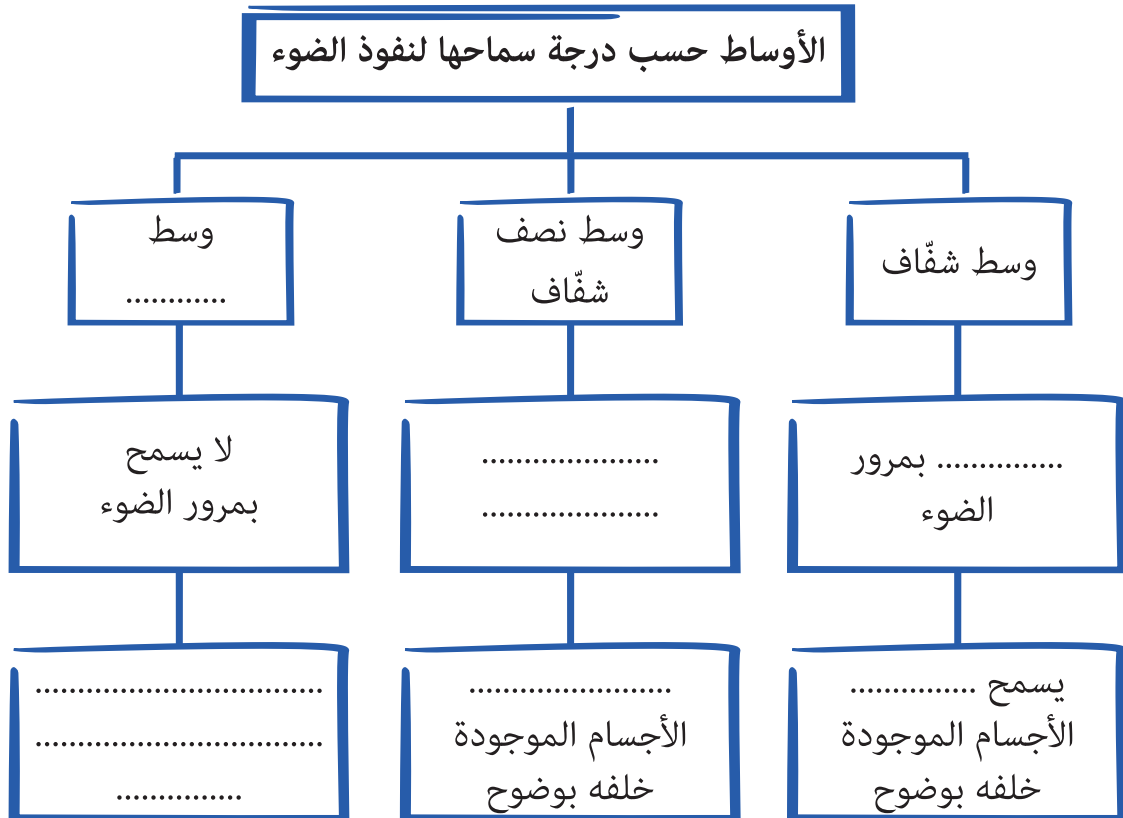 الأوساط حسب درجة سماحها لنفوذ الضوء
وسط شفّاف
وسط نصف
شفّاف
وسط
............
............... بمرور
الضوء
.....................
.....................
لا يسمح
بمرور الضوء
يسمح ...............
الأجسام الموجودة
خلفه بوضوح
........................
الأجسام الموجودة
خلفه بوضوح
..................................
..................................
...............